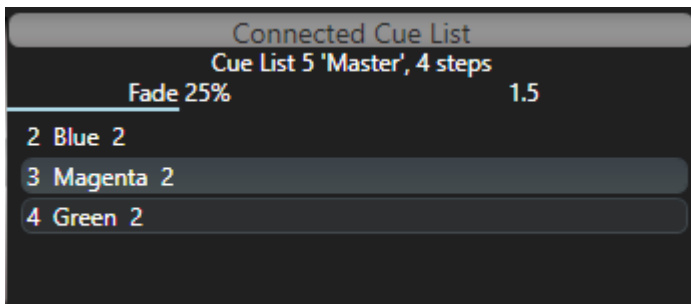 Connected Cue List
Cue List 5 'Master', 4 steps
Fade 25% 1.5
2 Blue 2
3 Magenta 2
4 Green 2